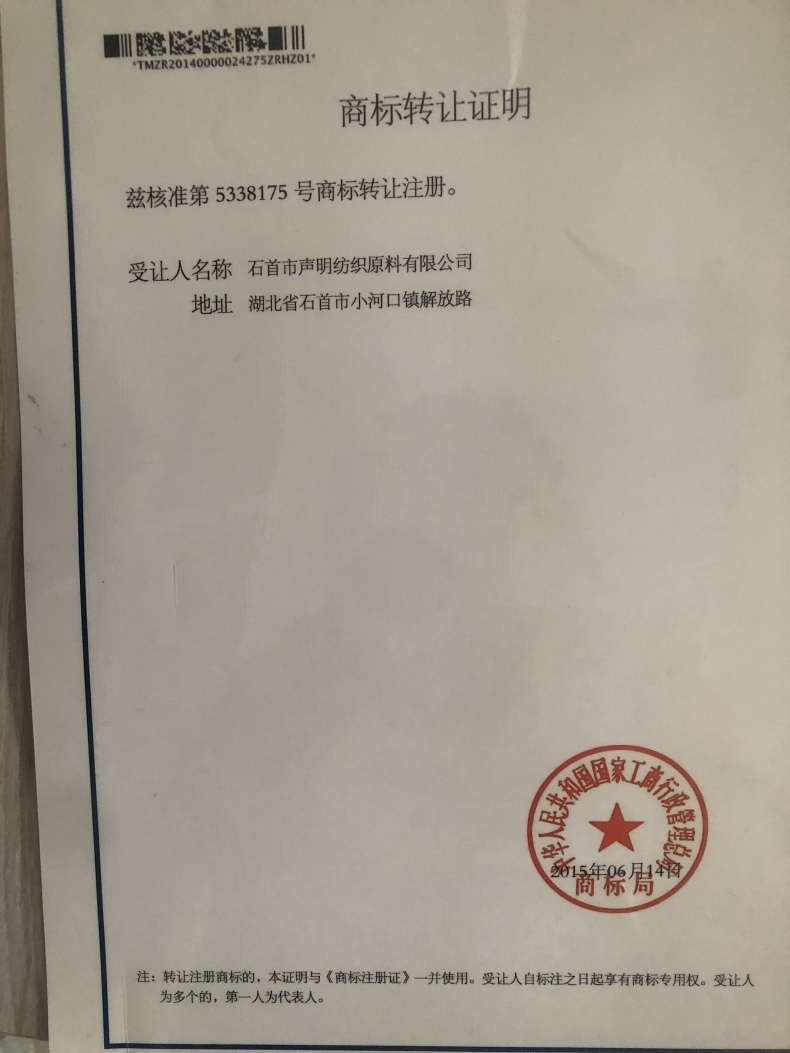 *TMZR20140000024275ZRHZ01*
商标转让证明
兹核准第 5338175 号商标转让注册。
受让人名称 石首市声明纺织原料有限公司
地址 湖北省石首市小河口镇解放路
中华人民共和国国家工商行政管理总局
2015年06月14日
商标局
注：转让注册商标的，本证明与《商标注册证》一并使用。受让人自标注之日起享有商标专用权。受让人
为多个的，第一人为代表人。